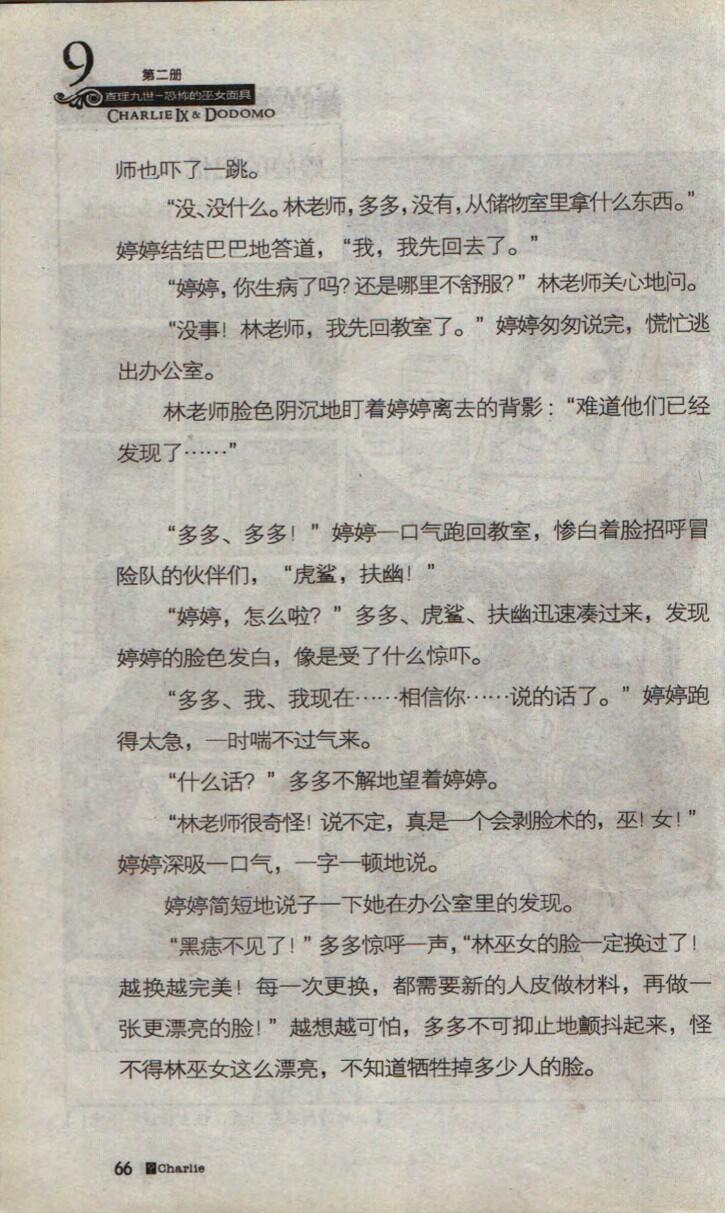 9
第二册
查理九世-恐怖的巫女面具
CHARLIE IX & DODOMO
师也吓了一跳。
“没、没什么。林老师，多多，没有，从储物室里拿什么东西。”
婷婷结结巴巴地答道，“我，我先回去了。”
“婷婷，你生病了吗？还是哪里不舒服？”林老师关心地问。
“没事！林老师，我先回教室了。”婷婷匆匆说完，慌忙逃
出办公室。
林老师脸色阴沉地盯着婷婷离去的背影：“难道他们已经
发现了……”
“多多、多多！”婷婷一口气跑回教室，惨白着脸招呼冒
险队的伙伴们，“虎鲨，扶幽！”
“婷婷，怎么啦？”多多、虎鲨、扶幽迅速凑过来，发现
婷婷的脸色发白，像是受了什么惊吓。
“多多、我、我现在……相信你……说的话了。”婷婷跑
得太急，一时喘不过气来。
“什么话？”多多不解地望着婷婷。
“林老师很奇怪！说不定，真是一个会剥脸术的，巫！女！”
婷婷深吸一口气，一字一顿地说。
婷婷简短地说子一下她在办公室里的发现。
“黑痣不见了！”多多惊呼一声，“林巫女的脸一定换过了！
越换越完美！每一次更换，都需要新的人皮做材料，再做一
张更漂亮的脸！”越想越可怕，多多不可抑止地颤抖起来，怪
不得林巫女这么漂亮，不知道牺牲掉多少人的脸。
66 Charlie